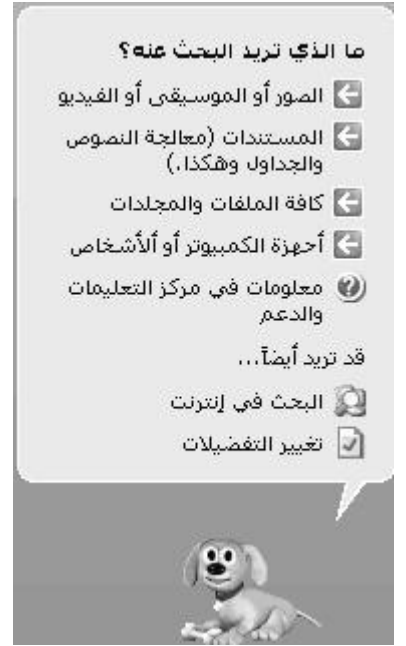 ما الذي تريد البحث عنه؟
الصور أو الموسيقى أو الفيديو
المستندات (معالجة النصوص
والجداول وهكذا.)
كافة الملفات والمجلدات
أجهزة الكمبيوتر أو ألأشخاص
معلومات في مركز التعليمات
والدعم
قد تريد أيضاً...
البحث في إنترنت
تغيير التفضيلات